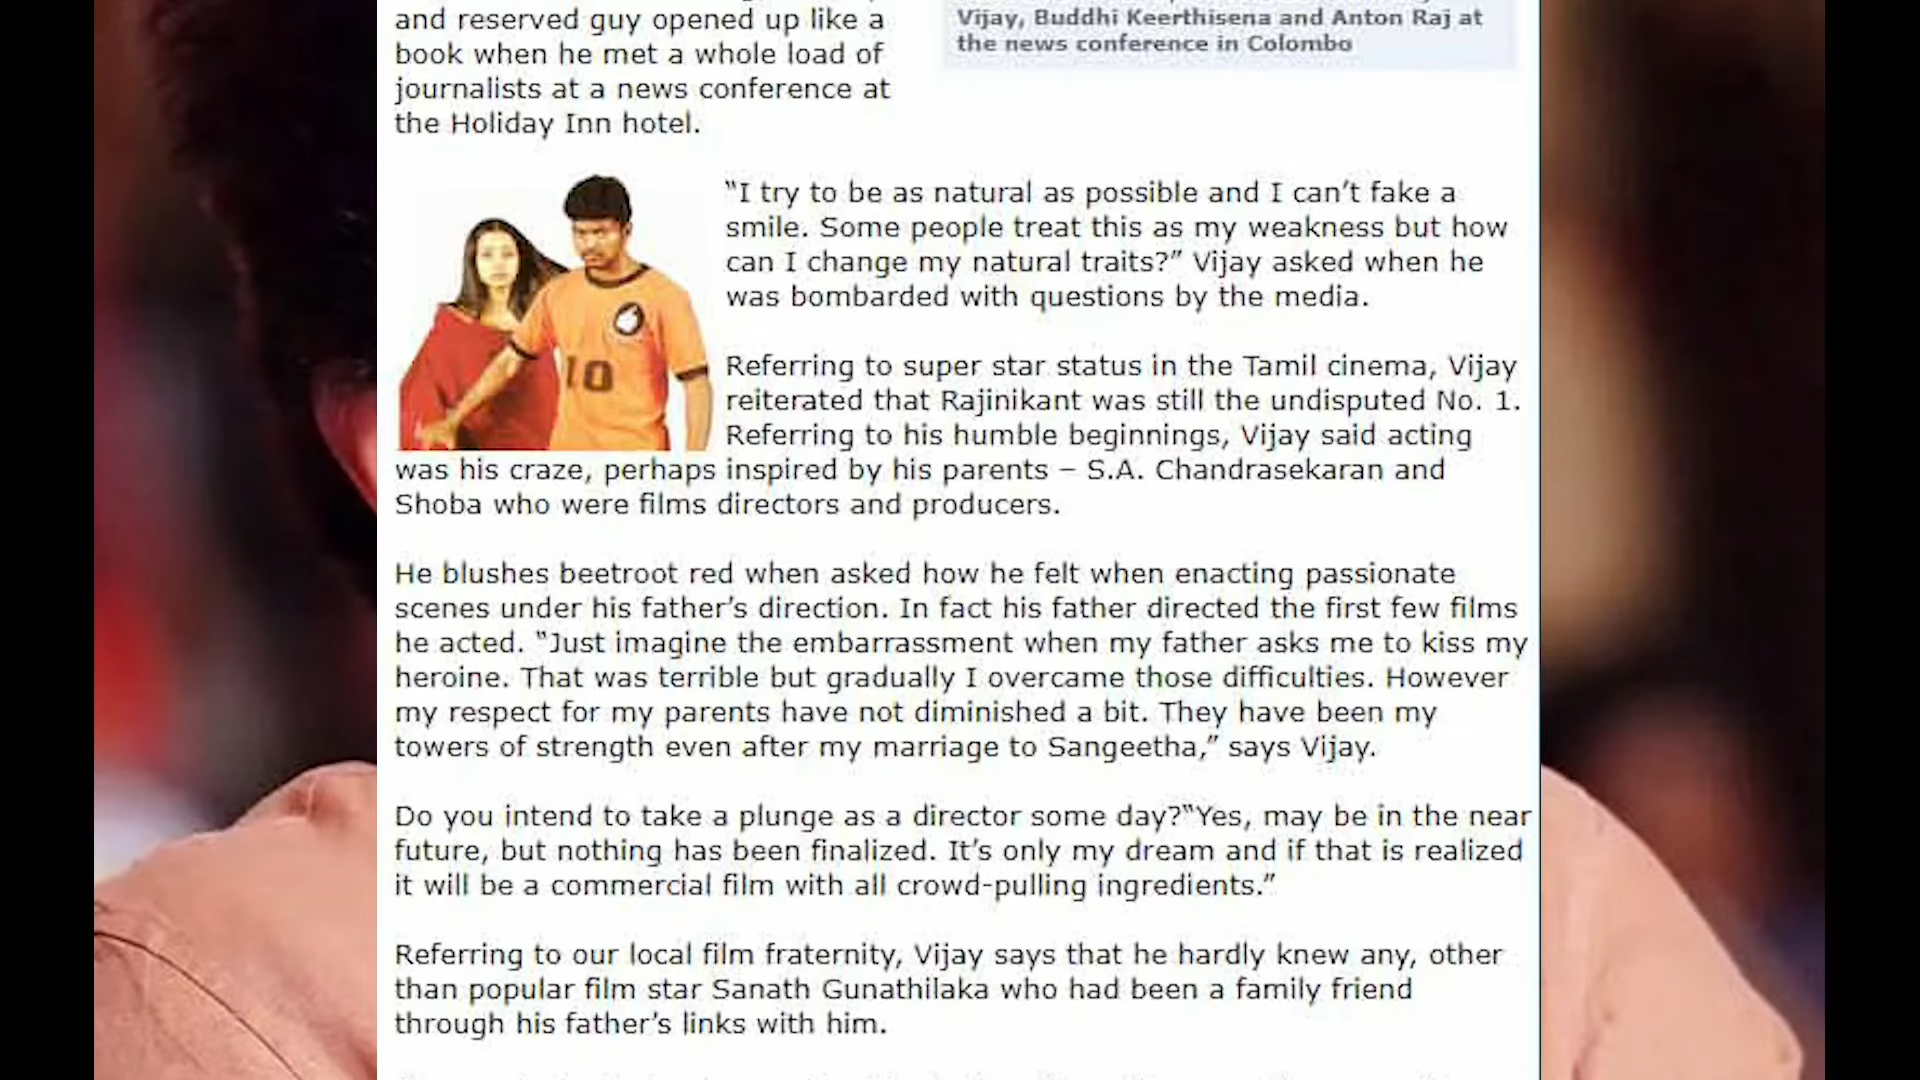 and reserved guy opened up like a
book when he met a whole load of
journalists at a news conference at
the Holiday Inn hotel.
Vijay, Buddhi Keerthisena and Anton Raj at
the news conference in Colombo
“I try to be as natural as possible and I can’t fake a
smile. Some people treat this as my weakness but how
can I change my natural traits?” Vijay asked when he
was bombarded with questions by the media.
10
Referring to super star status in the Tamil cinema, Vijay
reiterated that Rajinikant was still the undisputed No. 1.
Referring to his humble beginnings, Vijay said acting
was his craze, perhaps inspired by his parents – S.A. Chandrasekaran and
Shoba who were films directors and producers.
He blushes beetroot red when asked how he felt when enacting passionate
scenes under his father’s direction. In fact his father directed the first few films
he acted. “Just imagine the embarrassment when my father asks me to kiss my
heroine. That was terrible but gradually I overcame those difficulties. However
my respect for my parents have not diminished a bit. They have been my
towers of strength even after my marriage to Sangeetha,” says Vijay.
Do you intend to take a plunge as a director some day?“Yes, may be in the near
future, but nothing has been finalized. It’s only my dream and if that is realized
it will be a commercial film with all crowd-pulling ingredients.”
Referring to our local film fraternity, Vijay says that he hardly knew any, other
than popular film star Sanath Gunathilaka who had been a family friend
through his father’s links with him.